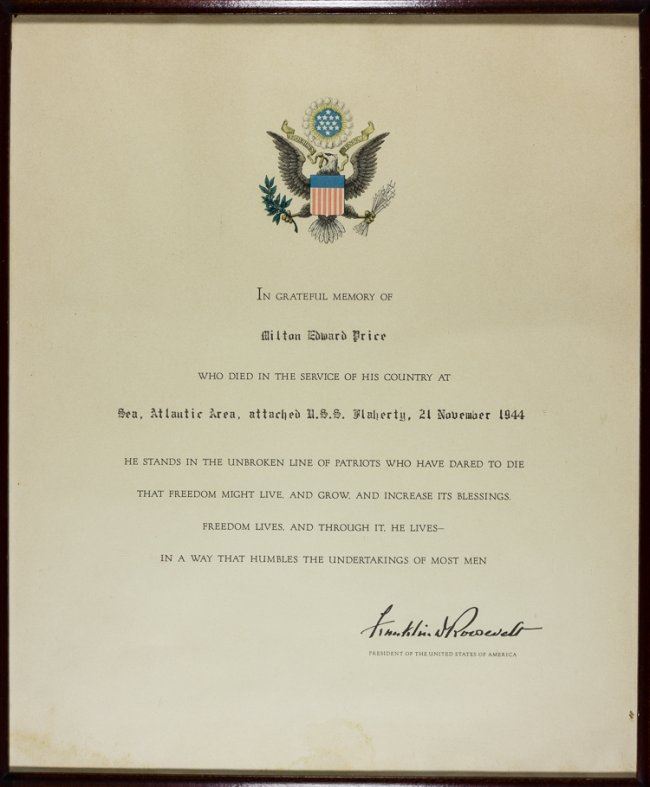 In grateful memory of
Milton Edward Price
who died in the service of his country at
Sea, Atlantic Area, attached U.S.S. Flaherty, 21 November 1944
he stands in the unbroken line of patriots who have dared to die
that freedom might live, and grow, and increase its blessings.
freedom lives, and through it, he lives—
in a way that humbles the undertakings of most men
Franklin D Roosevelt
PRESIDENT OF THE UNITED STATES OF AMERICA